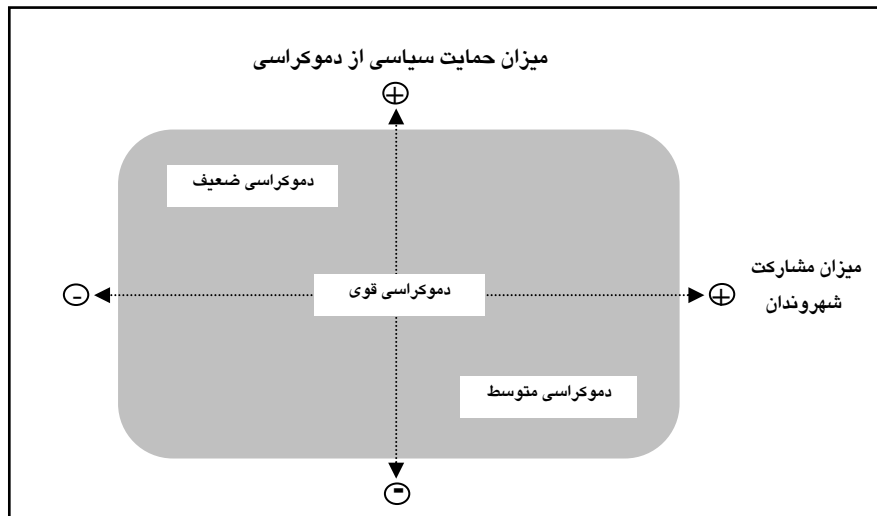 میزان حمایت سیاسی از دموکراسی
+
دموکراسی ضعیف
میزان مشارکت
شهروندان
+
دموکراسی قوی
-
دموکراسی متوسط
-